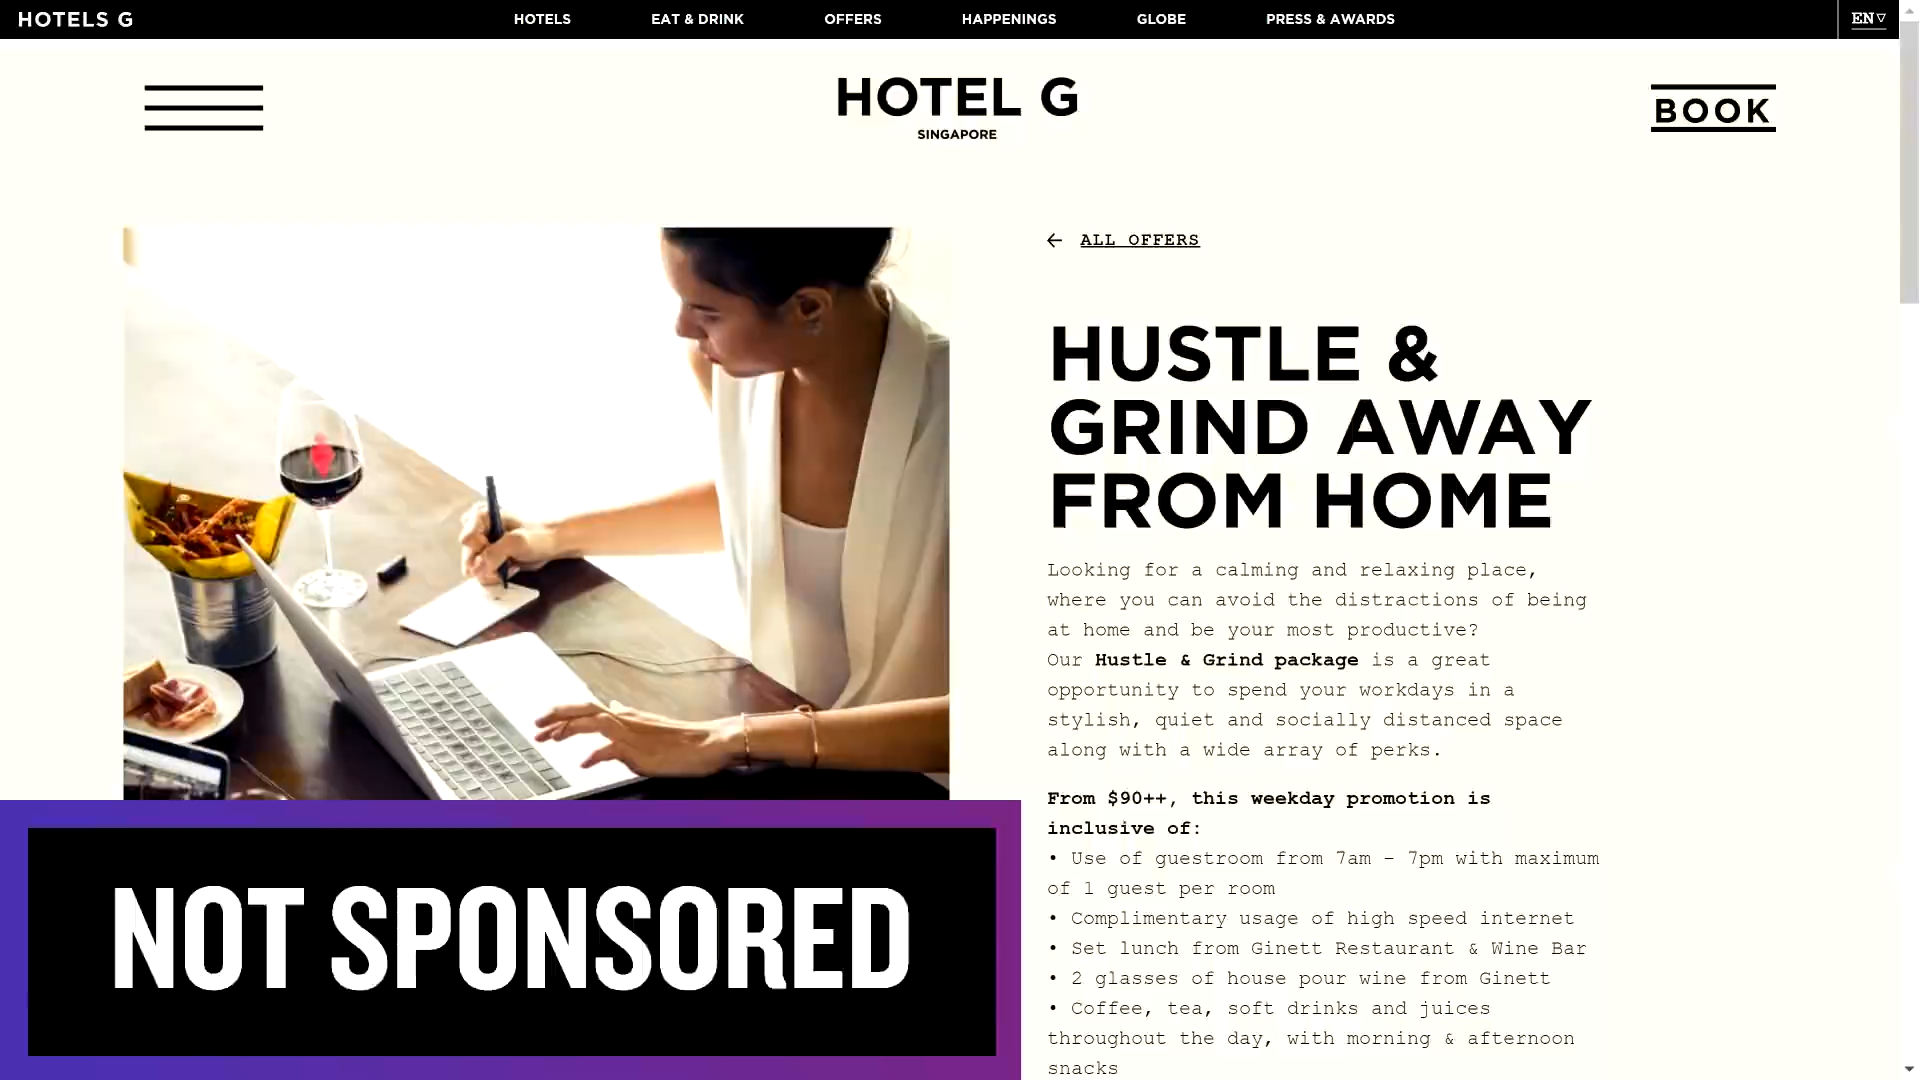 HOTELS G
HOTELS
EAT & DRINK
OFFERS
HAPPENINGS
GLOBE
PRESS & AWARDS
EN
HOTEL G
SINGAPORE
BOOK
← ALL OFFERS
HUSTLE &
GRIND AWAY
FROM HOME
Looking for a calming and relaxing place,
where you can avoid the distractions of being
at home and be your most productive?
Our Hustle & Grind package is a great
opportunity to spend your workdays in a
stylish, quiet and socially distanced space
along with a wide array of perks.
From $90++, this weekday promotion is
inclusive of:
• Use of guestroom from 7am – 7pm with maximum
of 1 guest per room
• Complimentary usage of high speed internet
• Set lunch from Ginett Restaurant & Wine Bar
• 2 glasses of house pour wine from Ginett
• Coffee, tea, soft drinks and juices
throughout the day, with morning & afternoon
snacks
NOT SPONSORED